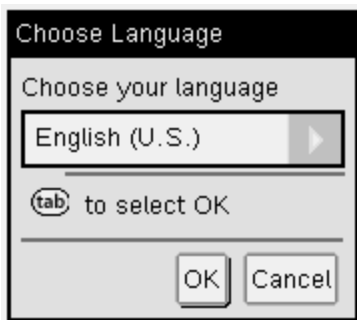 Choose Language
Choose your language
English (U.S.)
tab to select OK
OK Cancel